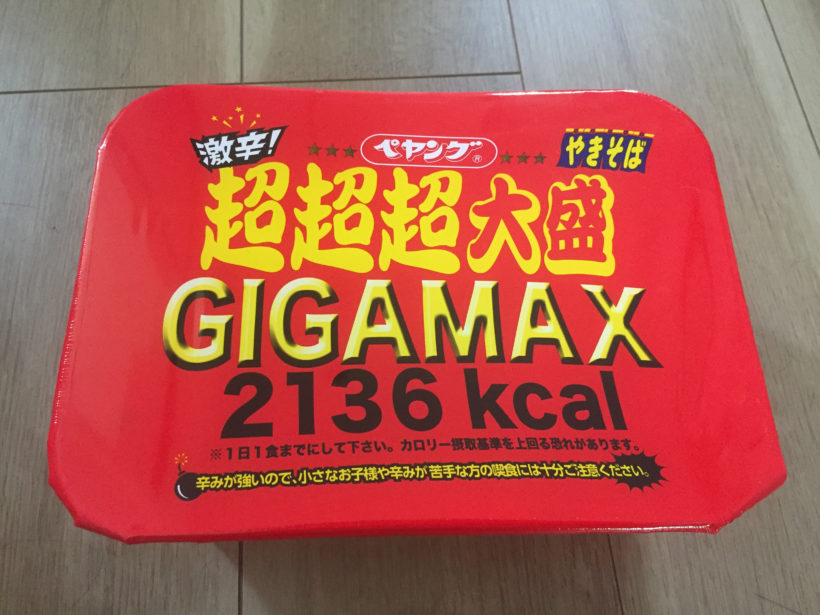 激辛!
★★★ ペヤング® ★★★
やきそば
超超超大盛
GIGAMAX
2136 kcal
※1日1食までにして下さい。カロリー摂取基準を上回る恐れがあります。
辛みが強いので、小さなお子様や辛みが苦手な方の喫食には十分ご注意ください。